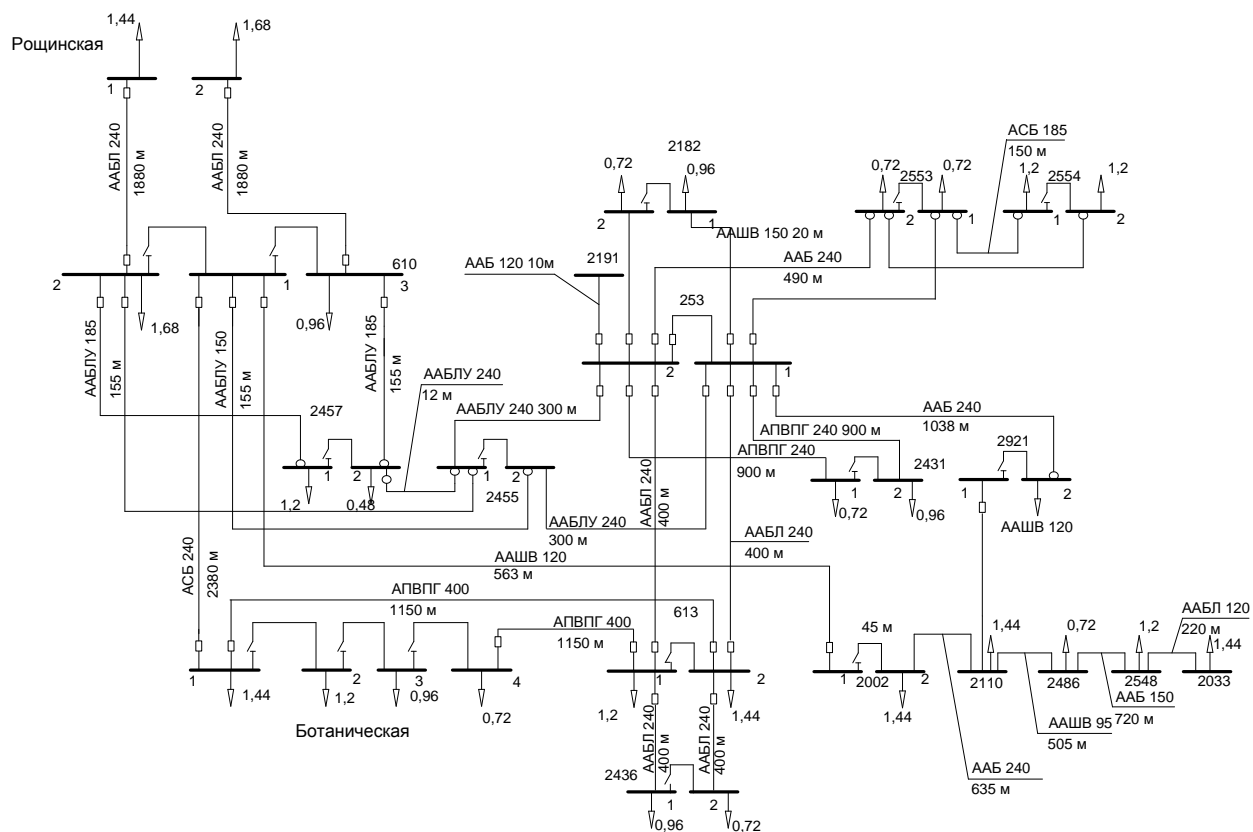 1,44
1,68
Рощинская
1
2
ААБЛ 240
1880 м
ААБЛ 240
1880 м
АСБ 185
150 м
2182
0,72
0,96
2
1
0,72
2553
0,72
1,2
2554
1,2
2
1
1
2
ААШВ 150 20 м
ААБ 240
490 м
2191
ААБ 120 10м
253
610
2
1
3
1,68
0,96
ААБЛУ 185
155 м
ААБЛУ 150
155 м
ААБЛУ 185
155 м
2
1
ААБЛУ 240
12 м
ААБЛУ 240 300 м
ААБ 240
1038 м
АПВПГ 240 900 м
АПВПГ 240
900 м
2457
1
2
1,2
0,48
1
2
2455
2921
2431
1
2
0,72
0,96
1
2
ААШВ 120
ААБЛ 240
400 м
ААБЛУ 240
300 м
ААБЛ 240
400 м
АСБ 240
2380 м
ААШВ 120
563 м
АПВПГ 400
1150 м
613
АПВПГ 400
1150 м
45 м
ААБЛ 120
220 м
1,44
0,72
1,2
1,44
1
2
3
4
1,44
1,2
0,96
0,72
1
2
1,2
1,44
1
2002
2
1,44
2110
2486
2548
2033
ААБ 150
720 м
ААШВ 95
505 м
ААБ 240
635 м
Ботаническая
ААБЛ 240
400 м
ААБЛ 240
400 м
2436
1
2
0,96
0,72